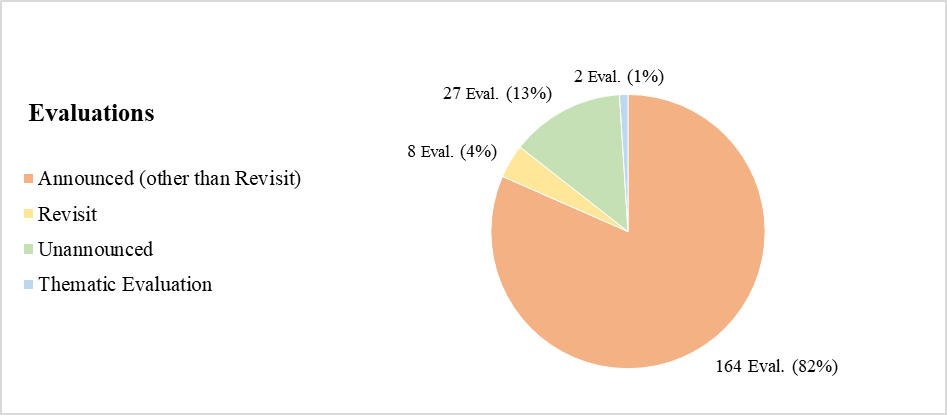 Evaluations
Announced (other than Revisit)
Revisit
Unannounced
Thematic Evaluation
2 Eval. (1%)
27 Eval. (13%)
8 Eval. (4%)
164 Eval. (82%)